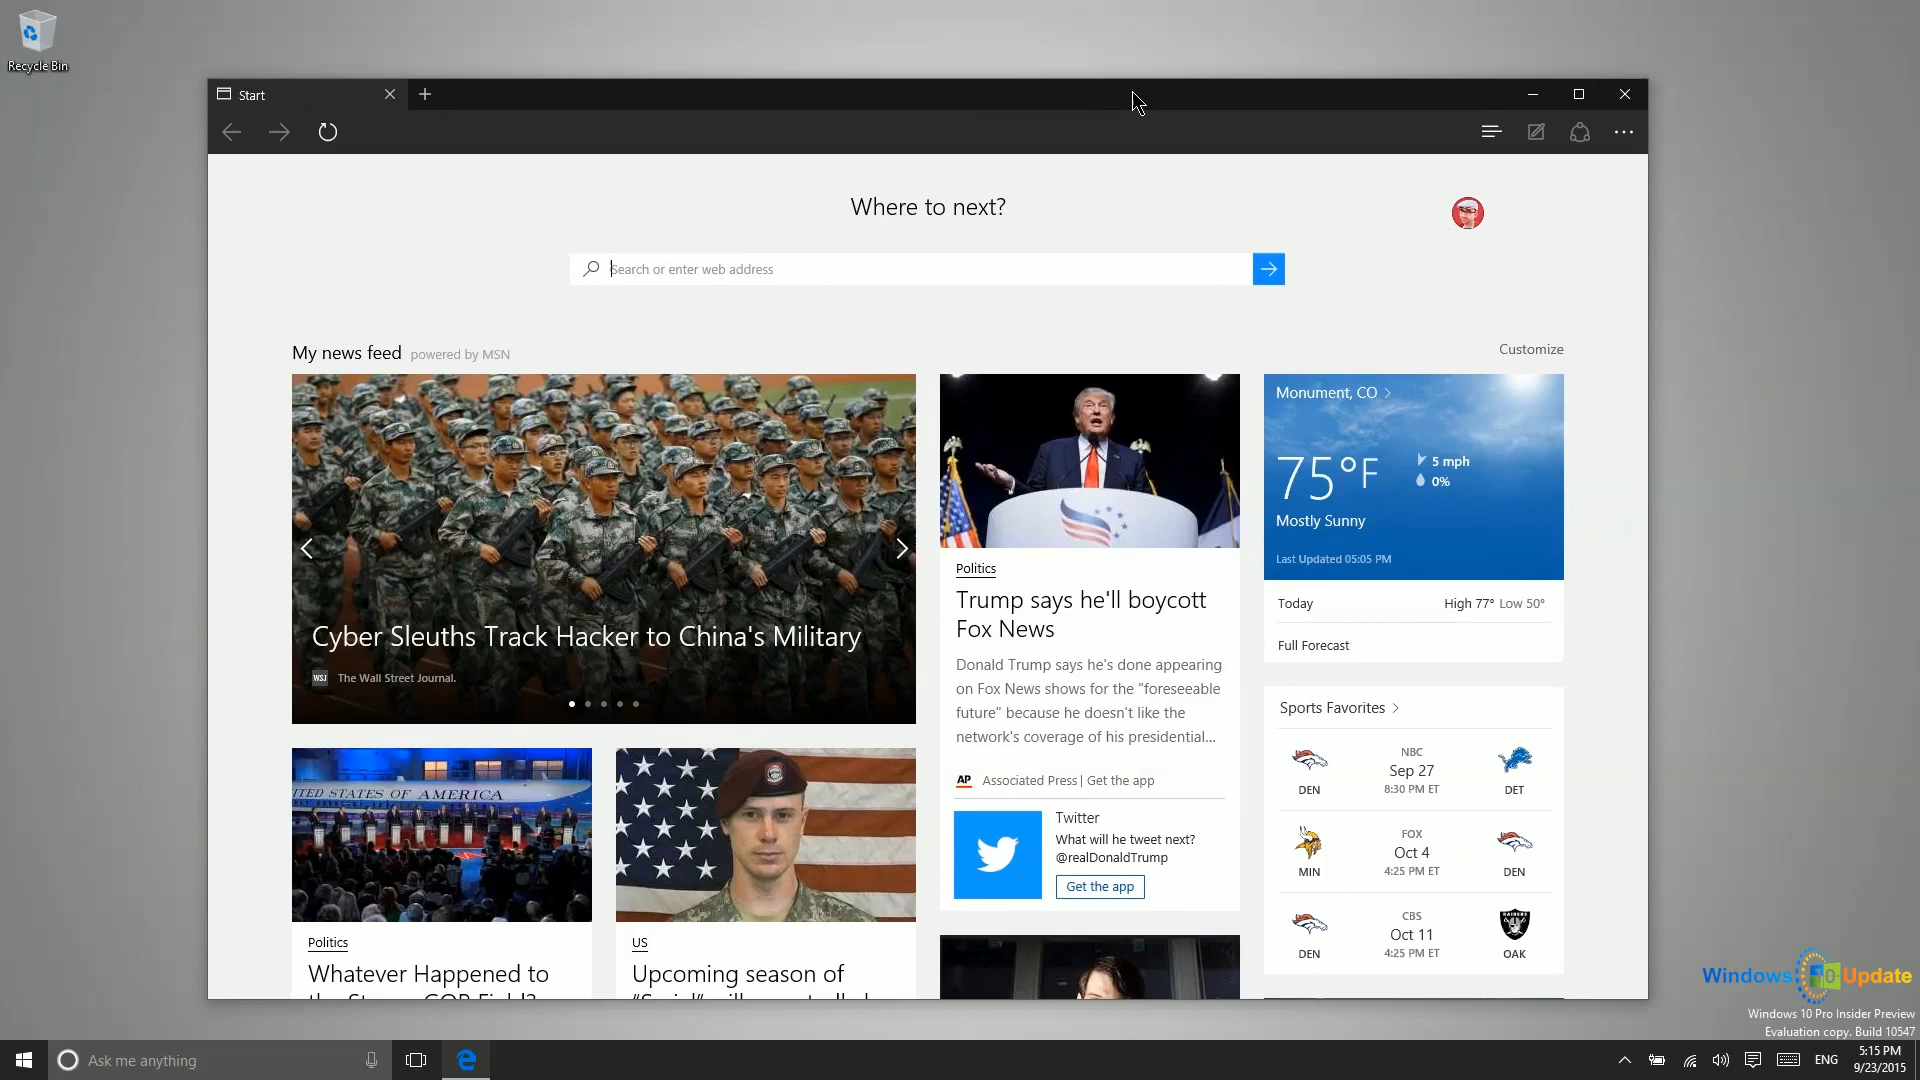 Recycle Bin
Start
Where to next?
Search or enter web address
My news feed powered by MSN
Customize
Cyber Sleuths Track Hacker to China's Military
WSJ The Wall Street Journal.
Politics
Trump says he'll boycott
Fox News
Donald Trump says he's done appearing
on Fox News shows for the "foreseeable
future" because he doesn't like the
network's coverage of his presidential...
AP Associated Press | Get the app
Twitter
What will he tweet next?
@realDonaldTrump
Get the app
Monument, CO
75°F
5 mph
0%
Mostly Sunny
Last Updated 05:05 PM
Today High 77° Low 50°
Full Forecast
Sports Favorites
NBC
Sep 27
8:30 PM ET
DEN DET
FOX
Oct 4
4:25 PM ET
MIN DEN
CBS
Oct 11
4:25 PM ET
RAIDERS
DEN OAK
UNITED STATES OF AMERICA
Politics
Whatever Happened to
US
Upcoming season of
Windows 10 Update
Windows 10 Pro Insider Preview
Evaluation copy. Build 10547
Ask me anything
ENG
5:15 PM
9/23/2015